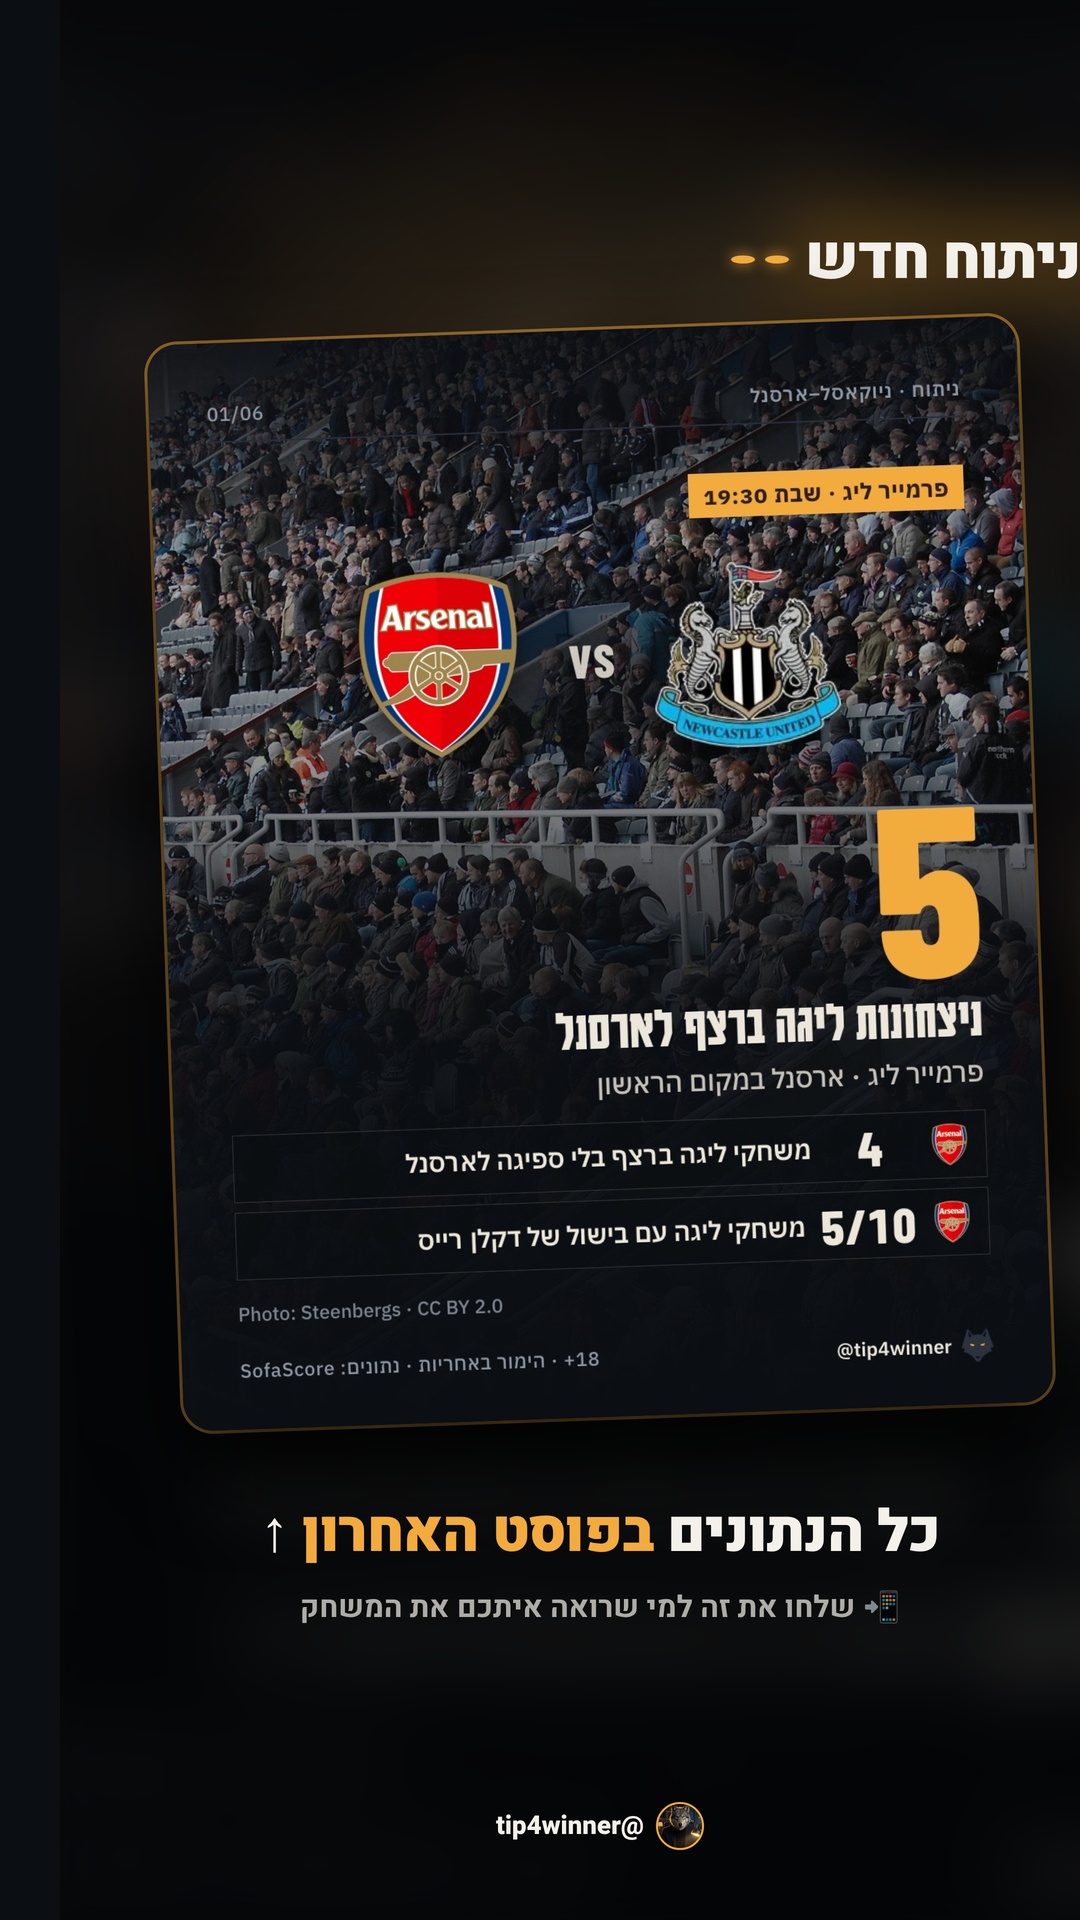 ניתוח חדש
ניתוח · ניוקאסל–ארסנל
01/06
פרמייר ליג · שבת 19:30
Arsenal
VS
NEWCASTLE UNITED
5
ניצחונות ליגה ברצף לארסנל
פרמייר ליג · ארסנל במקום הראשון
Arsenal
4 משחקי ליגה ברצף בלי ספיגה לארסנל
Arsenal
5/10 משחקי ליגה עם בישול של דקלן רייס
Photo: Steenbergs · CC BY 2.0
@tip4winner
18+ · הימור באחריות · נתונים: SofaScore
כל הנתונים בפוסט האחרון ↑
📲 שלחו את זה למי שרואה איתכם את המשחק
tip4winner@